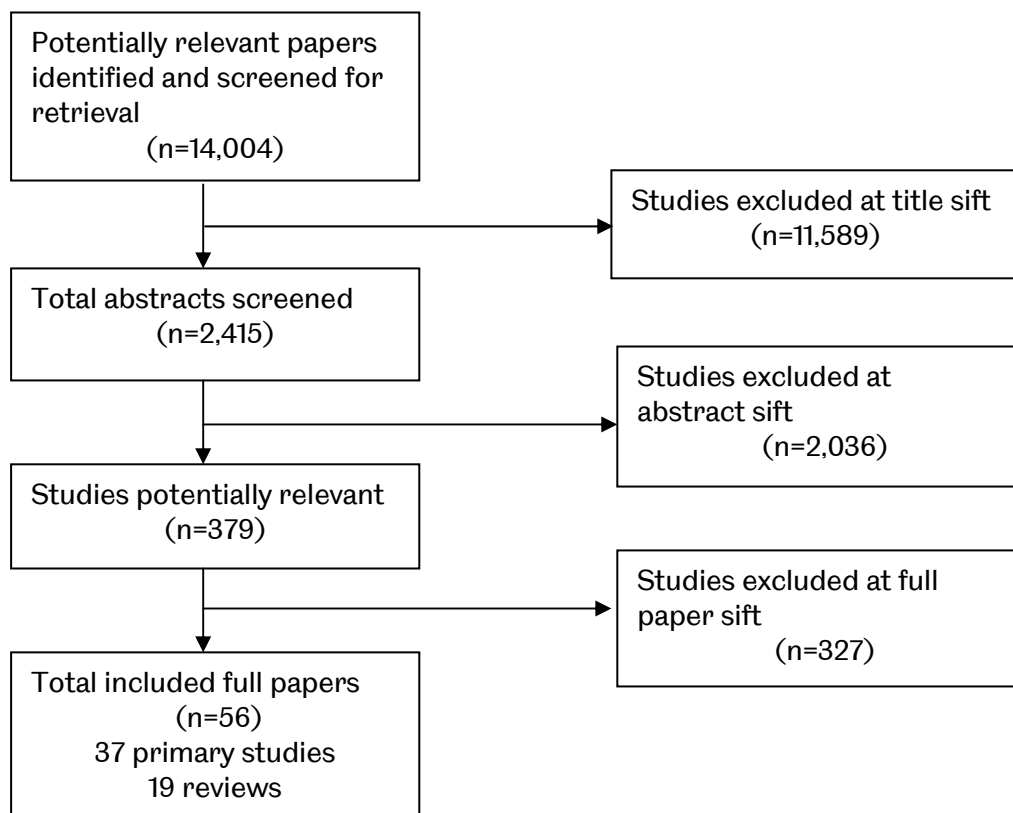 Potentially relevant papers
identified and screened for
retrieval
(n=14,004)
Studies excluded at title sift
(n=11,589)
Total abstracts screened
(n=2,415)
Studies excluded at
abstract sift
(n=2,036)
Studies potentially relevant
(n=379)
Studies excluded at full
paper sift
(n=327)
Total included full papers
(n=56)
37 primary studies
19 reviews